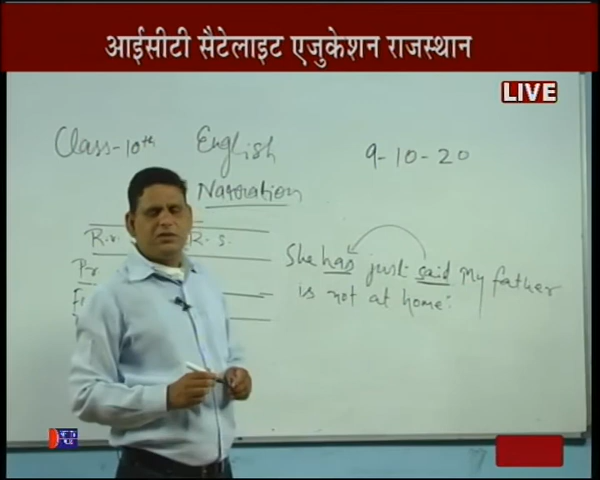 आईसीटी सैटेलाइट एजुकेशन राजस्थान
LIVE
Class-10th English 9-10-20
Narration
R.S.
She has just said My father
is not at home.